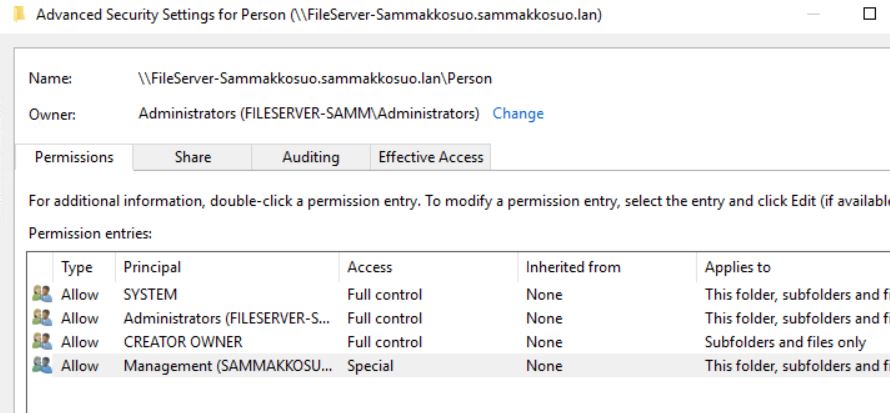 Advanced Security Settings for Person (\\FileServer-Sammakkosuo.sammakkosuo.lan)
Name: \\FileServer-Sammakkosuo.sammakkosuo.lan\Person
Owner: Administrators (FILESERVER-SAMM\Administrators) Change
Permissions Share Auditing Effective Access
For additional information, double-click a permission entry. To modify a permission entry, select the entry and click Edit (if available
Permission entries:
Type Principal Access Inherited from Applies to
Allow SYSTEM Full control None This folder, subfolders and fi
Allow Administrators (FILESERVER-S... Full control None This folder, subfolders and fi
Allow CREATOR OWNER Full control None Subfolders and files only
Allow Management (SAMMAKKOSU... Special None This folder, subfolders and fi